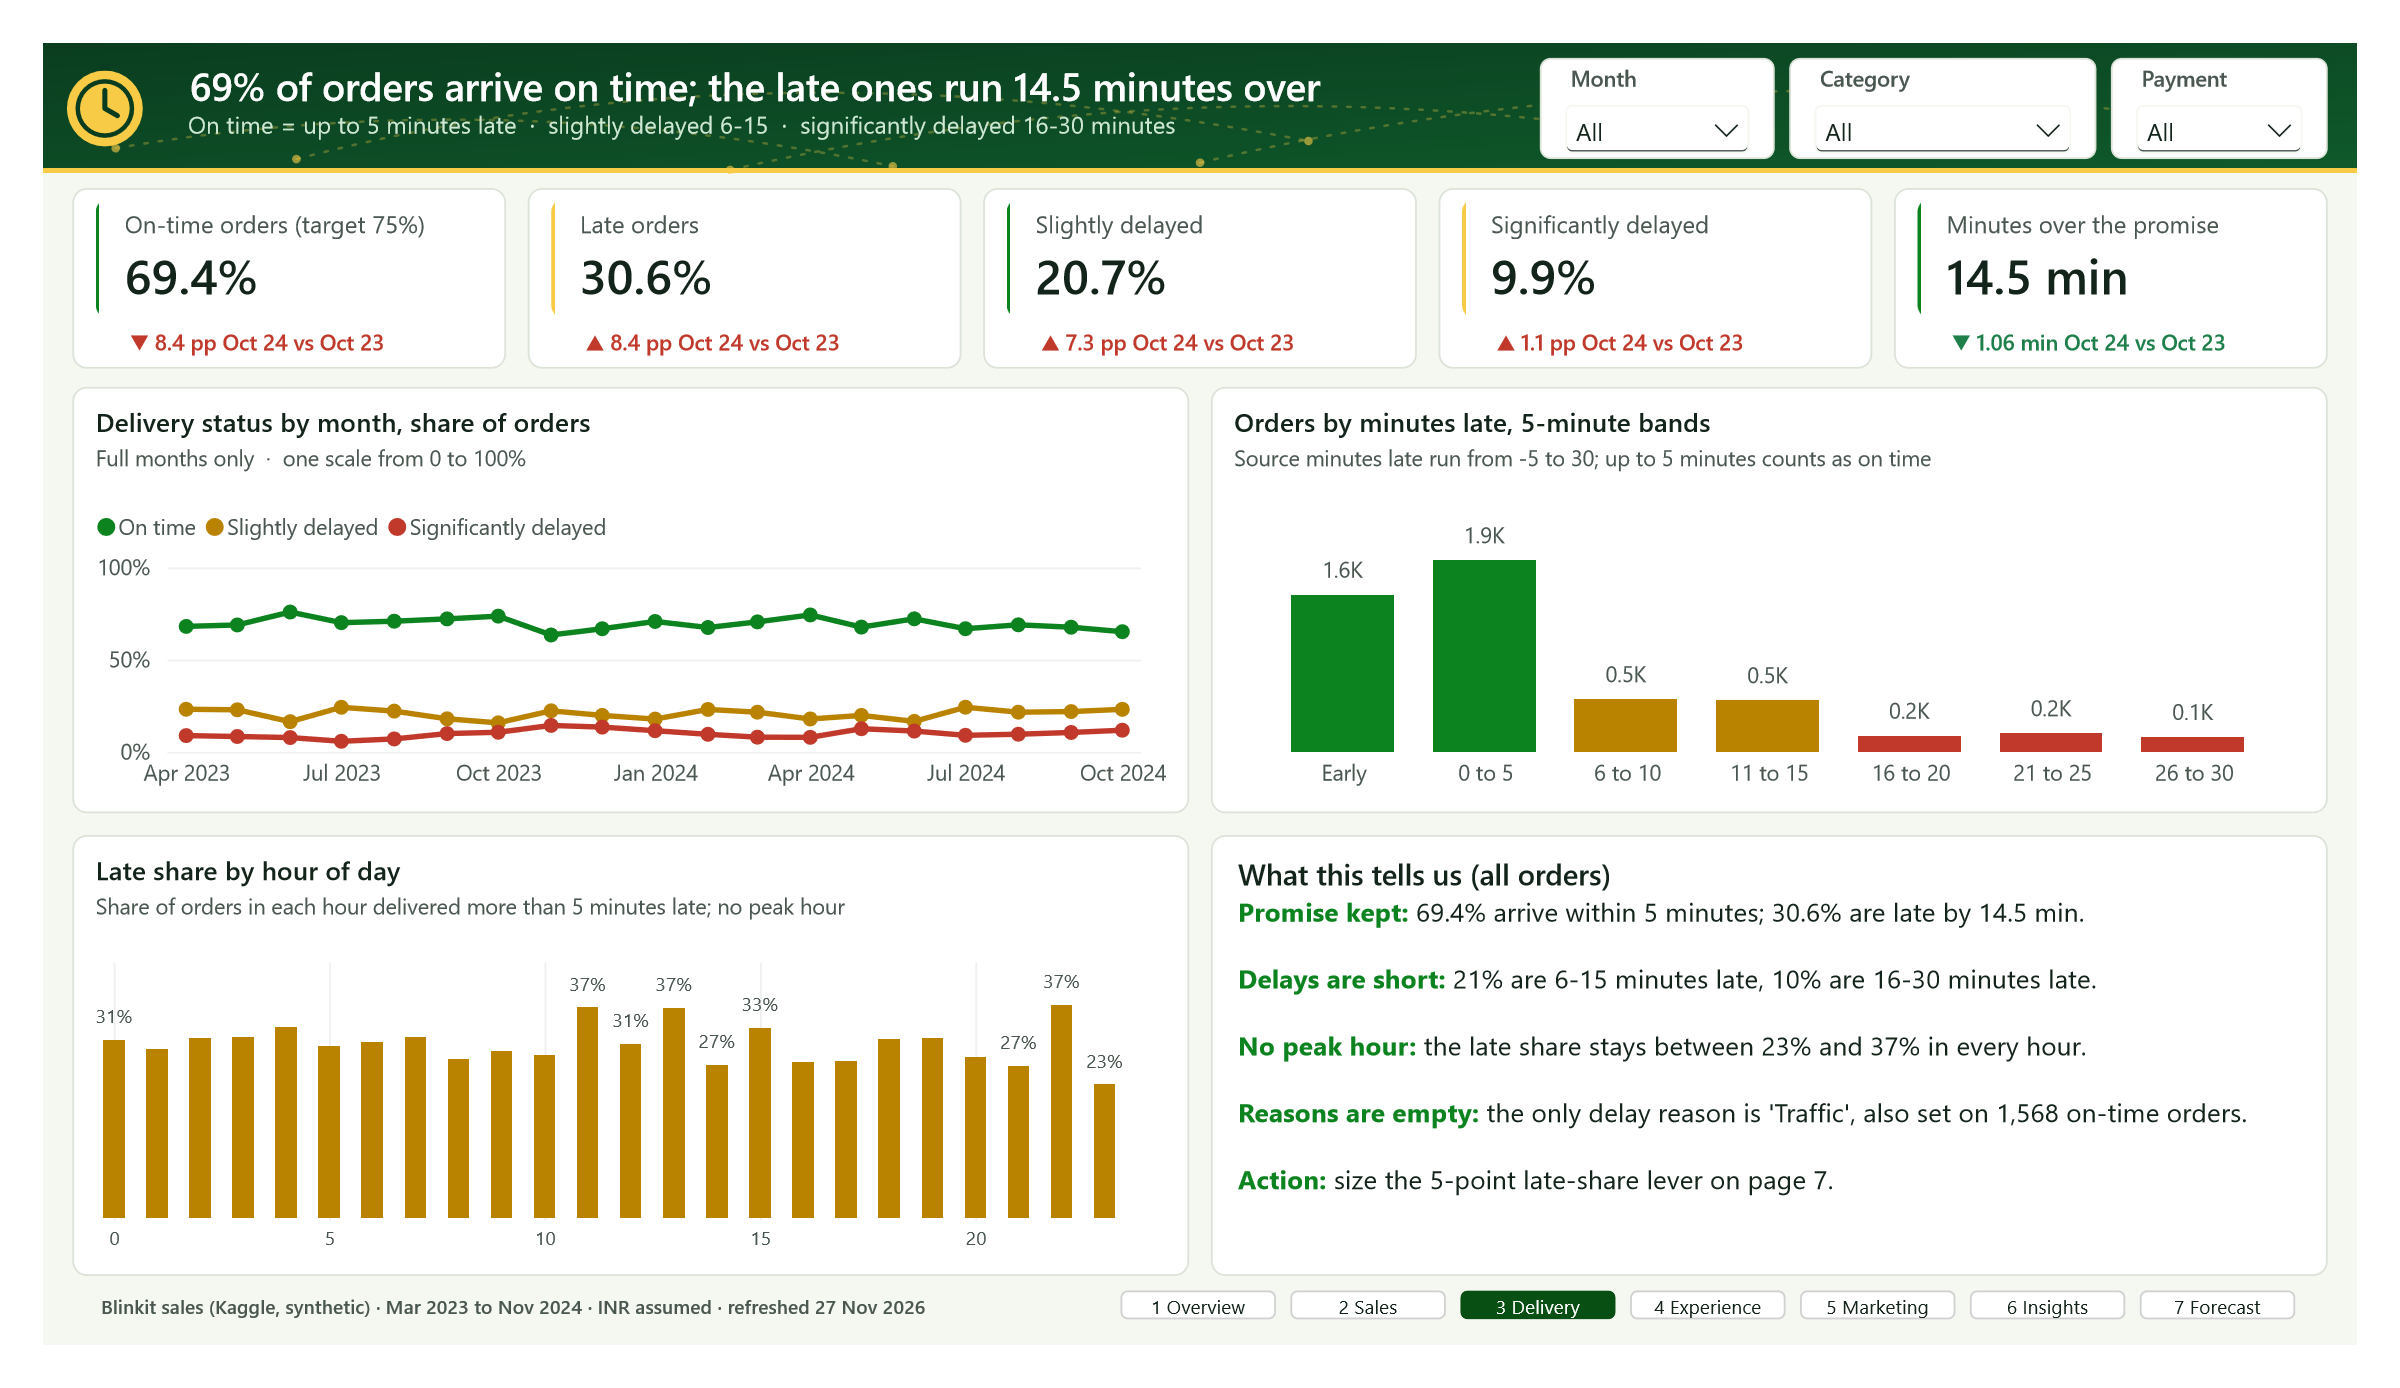 69% of orders arrive on time; the late ones run 14.5 minutes over
On time = up to 5 minutes late · slightly delayed 6-15 · significantly delayed 16-30 minutes
Month
All
Category
All
Payment
All
On-time orders (target 75%)
69.4%
▼ 8.4 pp Oct 24 vs Oct 23
Late orders
30.6%
▲ 8.4 pp Oct 24 vs Oct 23
Slightly delayed
20.7%
▲ 7.3 pp Oct 24 vs Oct 23
Significantly delayed
9.9%
▲ 1.1 pp Oct 24 vs Oct 23
Minutes over the promise
14.5 min
▼ 1.06 min Oct 24 vs Oct 23
Delivery status by month, share of orders
Full months only · one scale from 0 to 100%
On time Slightly delayed Significantly delayed
100%
50%
0%
Apr 2023 Jul 2023 Oct 2023 Jan 2024 Apr 2024 Jul 2024 Oct 2024
Orders by minutes late, 5-minute bands
Source minutes late run from -5 to 30; up to 5 minutes counts as on time
1.6K 1.9K 0.5K 0.5K 0.2K 0.2K 0.1K
Early 0 to 5 6 to 10 11 to 15 16 to 20 21 to 25 26 to 30
Late share by hour of day
Share of orders in each hour delivered more than 5 minutes late; no peak hour
31% 37% 31% 37% 27% 33% 27% 37% 23%
0 5 10 15 20
What this tells us (all orders)
Promise kept: 69.4% arrive within 5 minutes; 30.6% are late by 14.5 min.
Delays are short: 21% are 6-15 minutes late, 10% are 16-30 minutes late.
No peak hour: the late share stays between 23% and 37% in every hour.
Reasons are empty: the only delay reason is 'Traffic', also set on 1,568 on-time orders.
Action: size the 5-point late-share lever on page 7.
Blinkit sales (Kaggle, synthetic) · Mar 2023 to Nov 2024 · INR assumed · refreshed 27 Nov 2026
1 Overview
2 Sales
3 Delivery
4 Experience
5 Marketing
6 Insights
7 Forecast